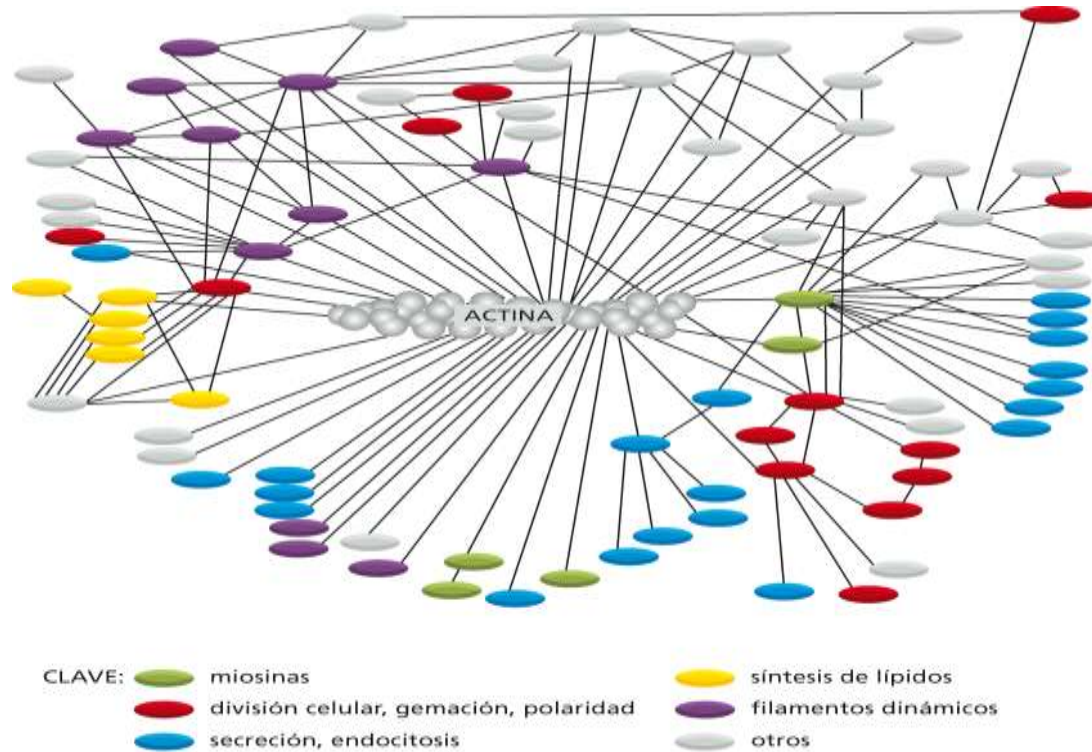 ACTINA
CLAVE:
miosinas
división celular, gemación, polaridad
secreción, endocitosis
síntesis de lípidos
filamentos dinámicos
otros